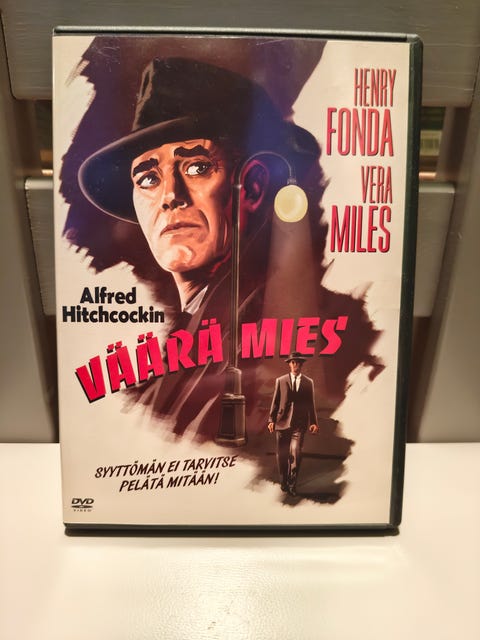 HENRY
FONDA
VERA
MILES
Alfred
Hitchcockin
VÄÄRÄ MIES
SYYTTÖMÄN EI TARVITSE
PELÄTÄ MITÄÄN!
DVD
VIDEO